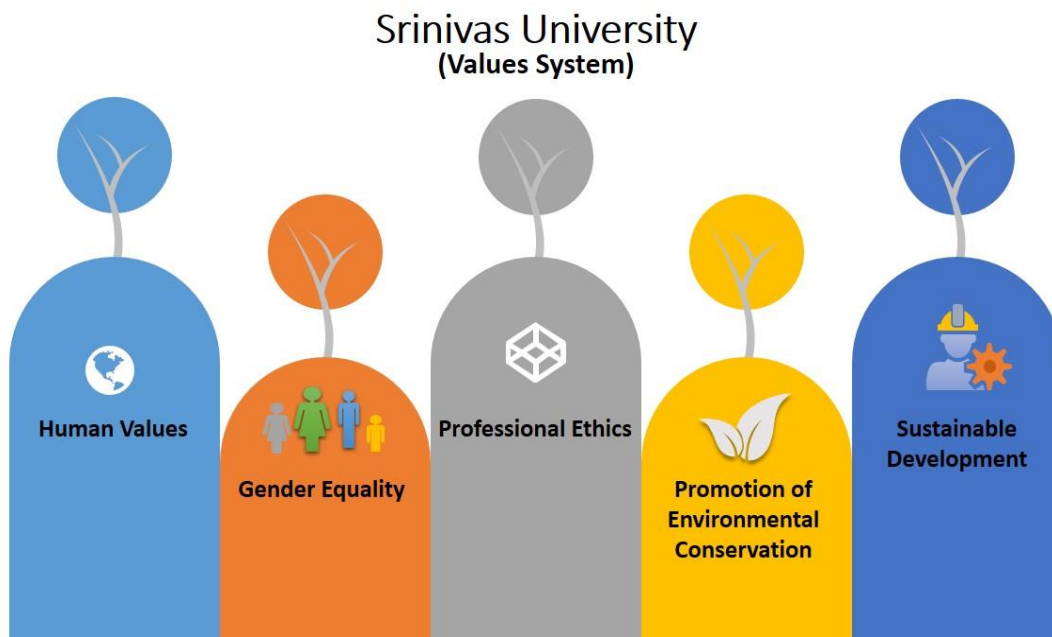 Srinivas University
(Values System)
Human Values
Gender Equality
Professional Ethics
Promotion of
Environmental
Conservation
Sustainable
Development